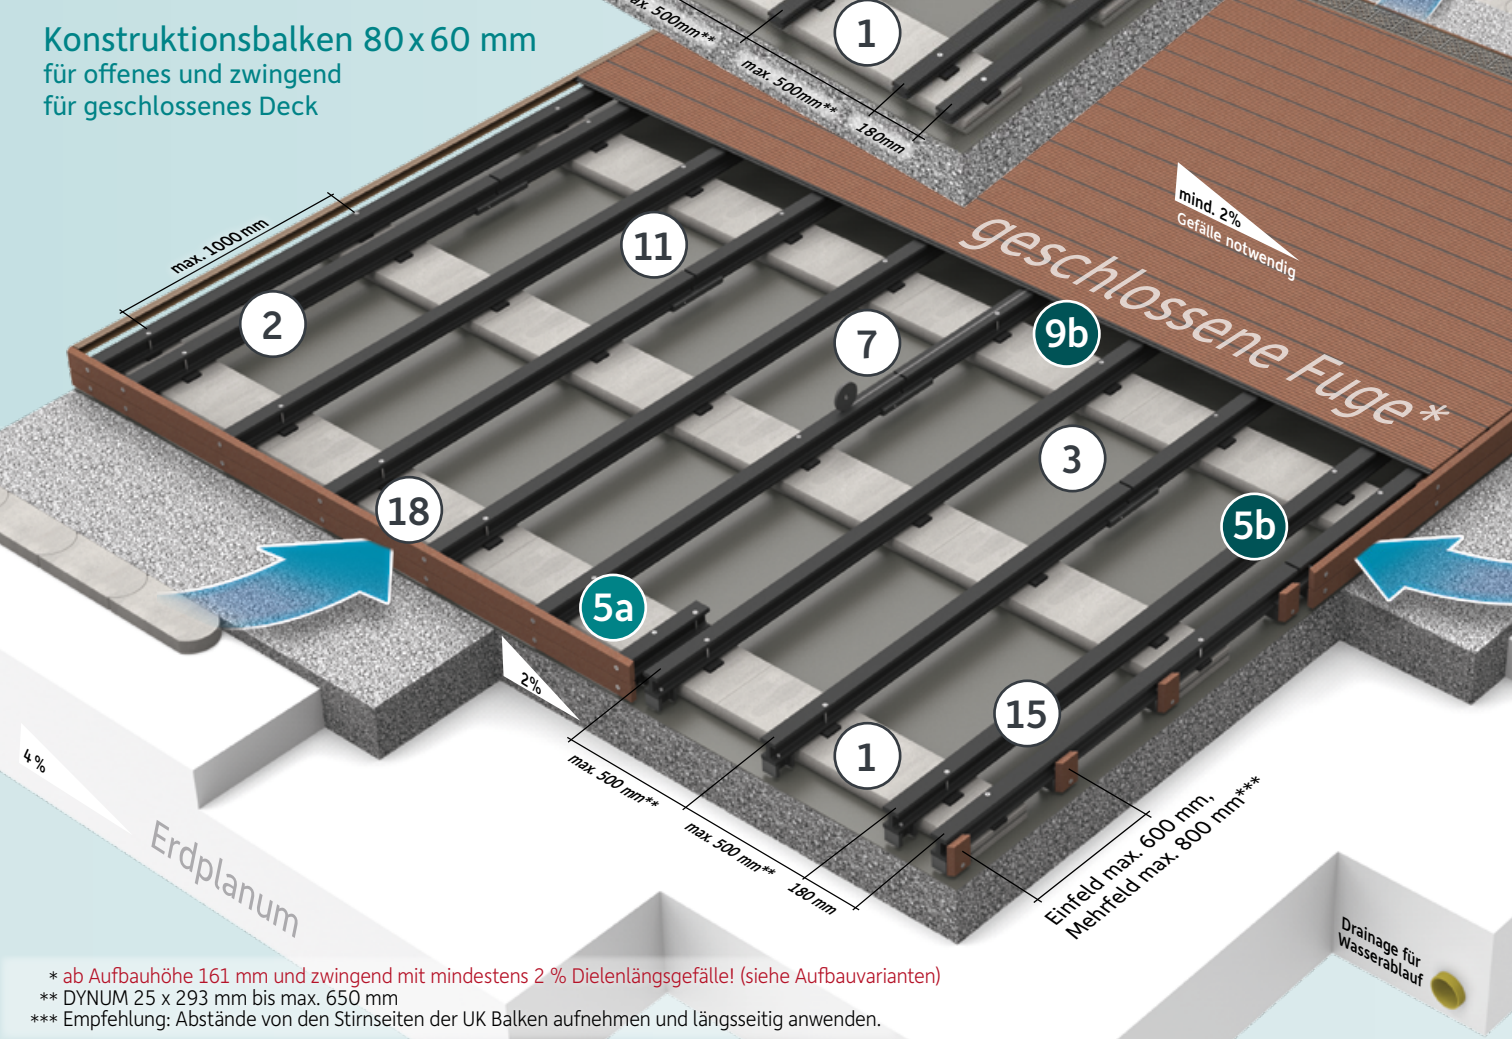 Konstruktionsbalken 80 x 60 mm
für offenes und zwingend
für geschlossenes Deck
max. 500mm**
1
max. 500mm**
180mm
mind. 2%
Gefälle notwendig
geschlossene Fuge*
max. 1000 mm
2
11
7
9b
3
18
5b
5a
2%
15
1
max. 500 mm**
max. 500 mm**
180 mm
Einfeld max. 600 mm,
Mehrfeld max. 800 mm***
4 %
Erdplanum
Drainage für
Wasserablauf
* ab Aufbauhöhe 161 mm und zwingend mit mindestens 2 % Dielenlängsgefälle! (siehe Aufbauvarianten)
** DYNUM 25 x 293 mm bis max. 650 mm
*** Empfehlung: Abstände von den Stirnseiten der UK Balken aufnehmen und längsseitig anwenden.